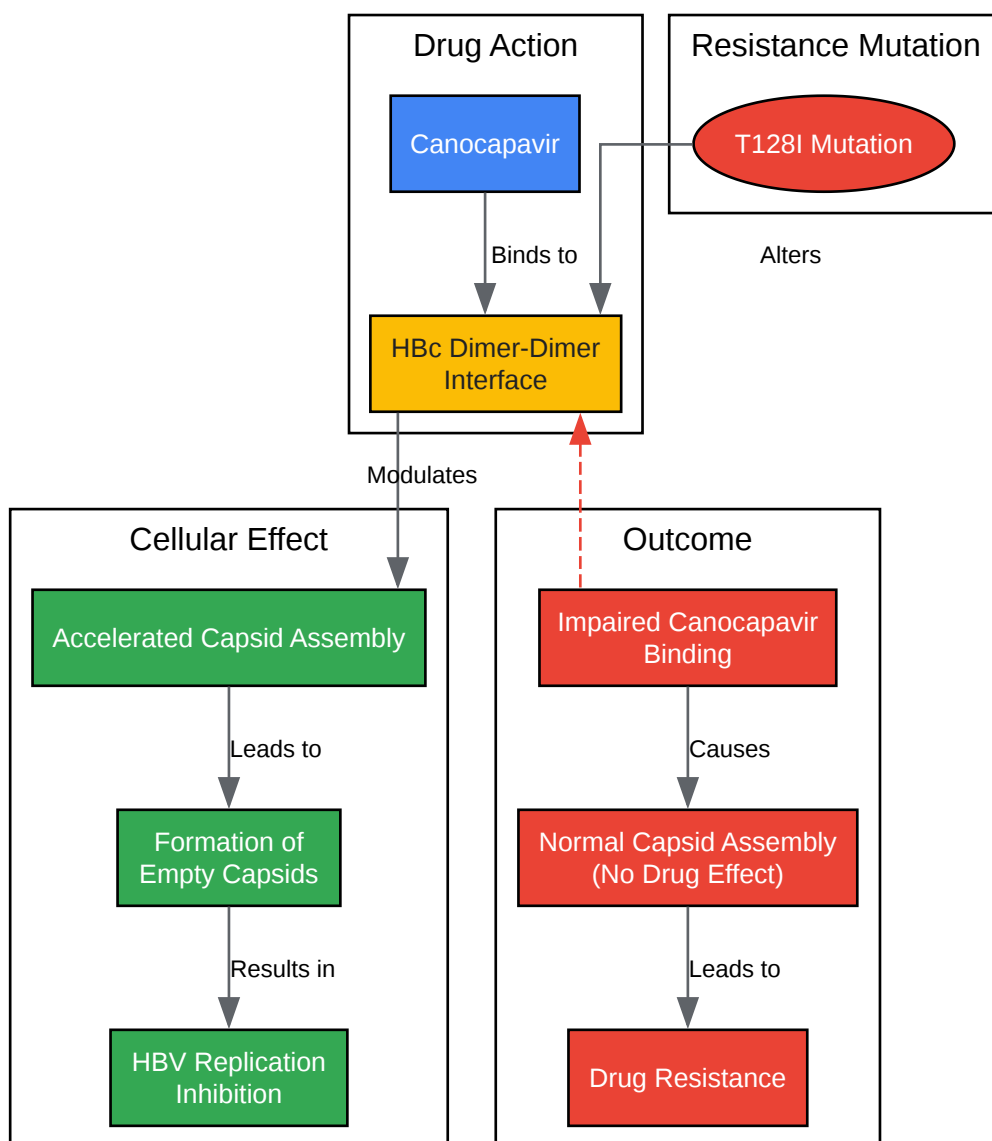 Drug Action
Resistance Mutation
Canocapavir
T128I Mutation
Binds to
Alters
HBc Dimer-Dimer
Interface
Modulates
Cellular Effect
Outcome
Accelerated Capsid Assembly
Impaired Canocapavir
Binding
Leads to
Causes
Formation of
Empty Capsids
Normal Capsid Assembly
(No Drug Effect)
Results in
Leads to
HBV Replication
Inhibition
Drug Resistance